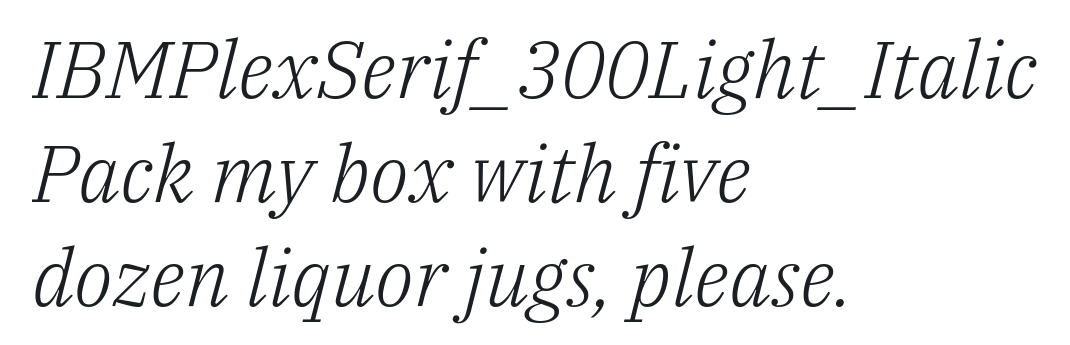 IBMPlexSerif_300Light_Italic
Pack my box with five
dozen liquor jugs, please.